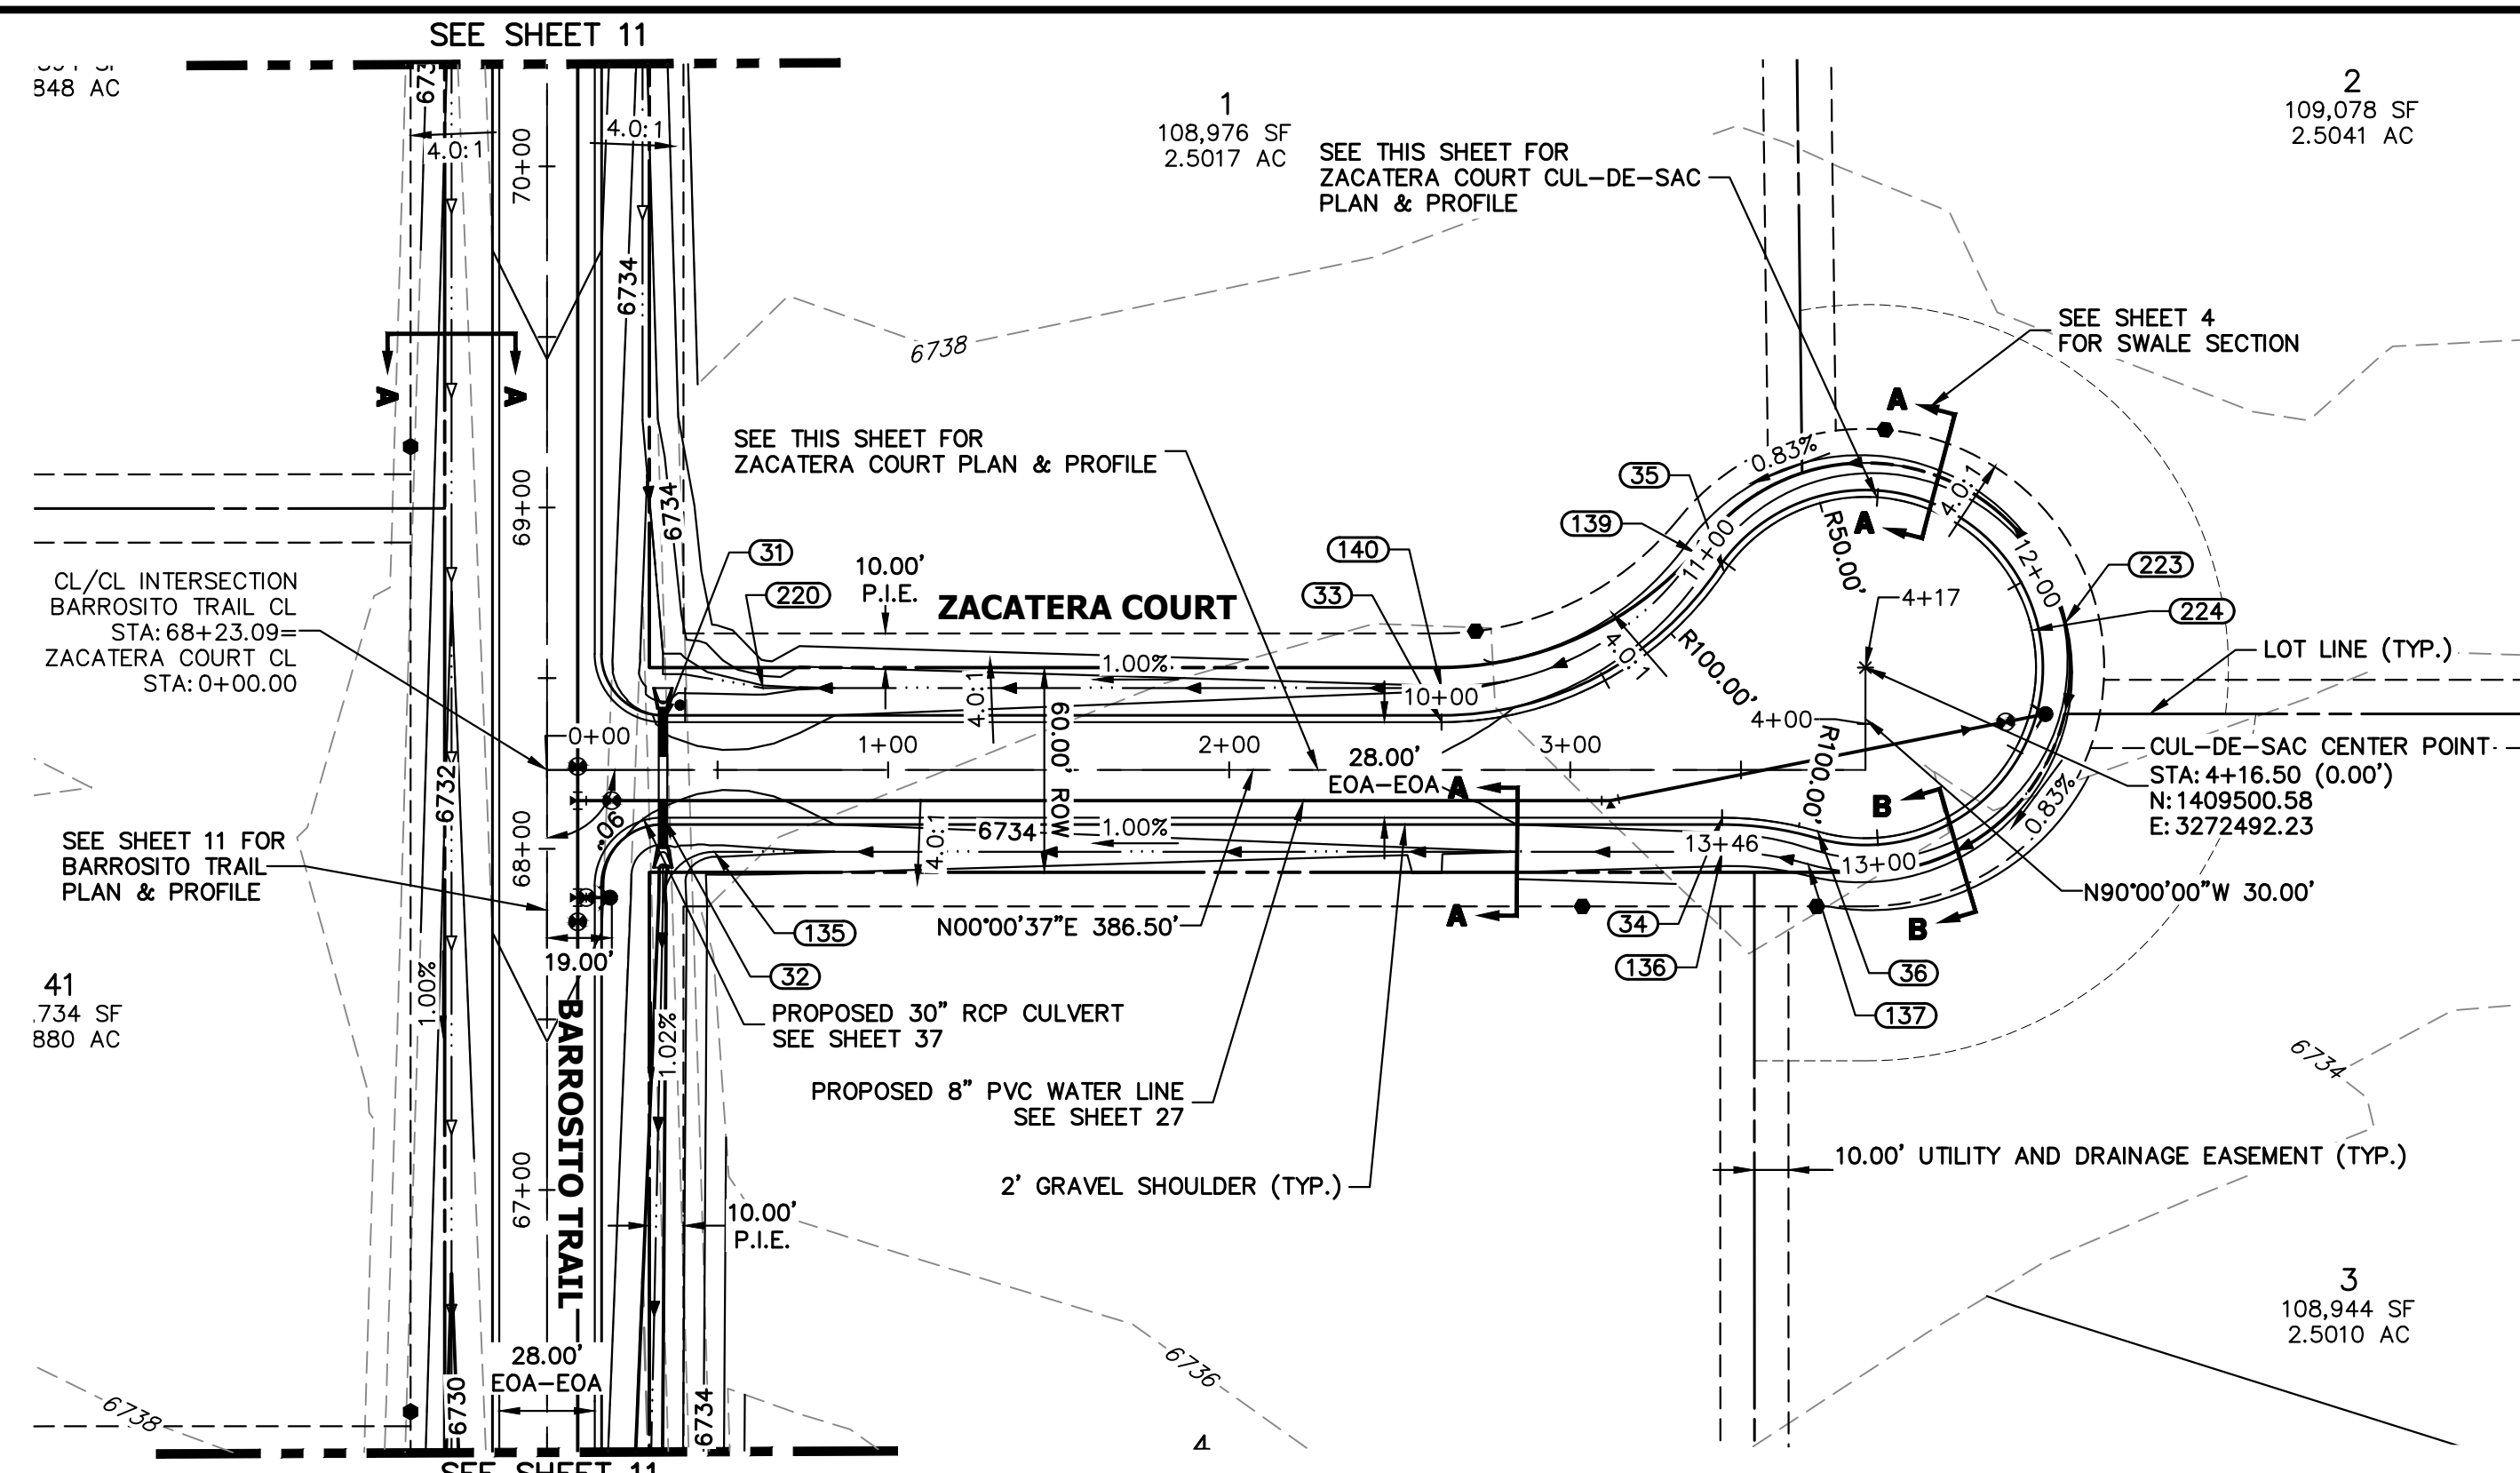 SEE SHEET 11
848 AC
673
4.0:1
4.0:1
70+00
1
108,976 SF
2.5017 AC
SEE THIS SHEET FOR
ZACATERA COURT CUL-DE-SAC
PLAN & PROFILE
2
109,078 SF
2.5041 AC
6734
6738
SEE SHEET 4
FOR SWALE SECTION
A
A
A
A
0.83%
4.0:1
SEE THIS SHEET FOR
ZACATERA COURT PLAN & PROFILE
69+00
6734
35
139
11+00
R50.00'
12+00
223
224
CL/CL INTERSECTION
BARROSITO TRAIL CL
STA: 68+23.09=
ZACATERA COURT CL
STA: 0+00.00
31
220
10.00'
P.I.E.
ZACATERA COURT
140
33
4+17
LOT LINE (TYP.)
1.00%
4.0:1
R100.00'
10+00
4.0:1
60.00' ROW
4+00
R100.00'
0+00
1+00
2+00
3+00
28.00'
EOA-EOA
A
CUL-DE-SAC CENTER POINT
STA: 4+16.50 (0.00')
N: 1409500.58
E: 3272492.23
6732
90°
68+00
SEE SHEET 11 FOR
BARROSITO TRAIL
PLAN & PROFILE
4.0:1
6734
1.00%
13+46
13+00
B
0.83%
N90°00'00"W 30.00'
A
B
N00°00'37"E 386.50'
135
32
34
136
36
137
19.00'
41
.734 SF
880 AC
1.00%
1.02%
PROPOSED 30" RCP CULVERT
SEE SHEET 37
PROPOSED 8" PVC WATER LINE
SEE SHEET 27
2' GRAVEL SHOULDER (TYP.)
6734
10.00' UTILITY AND DRAINAGE EASEMENT (TYP.)
67+00
BARROSITO TRAIL
10.00'
P.I.E.
3
108,944 SF
2.5010 AC
28.00'
EOA-EOA
6736
6738
6730
6734
4
SEE SHEET 11